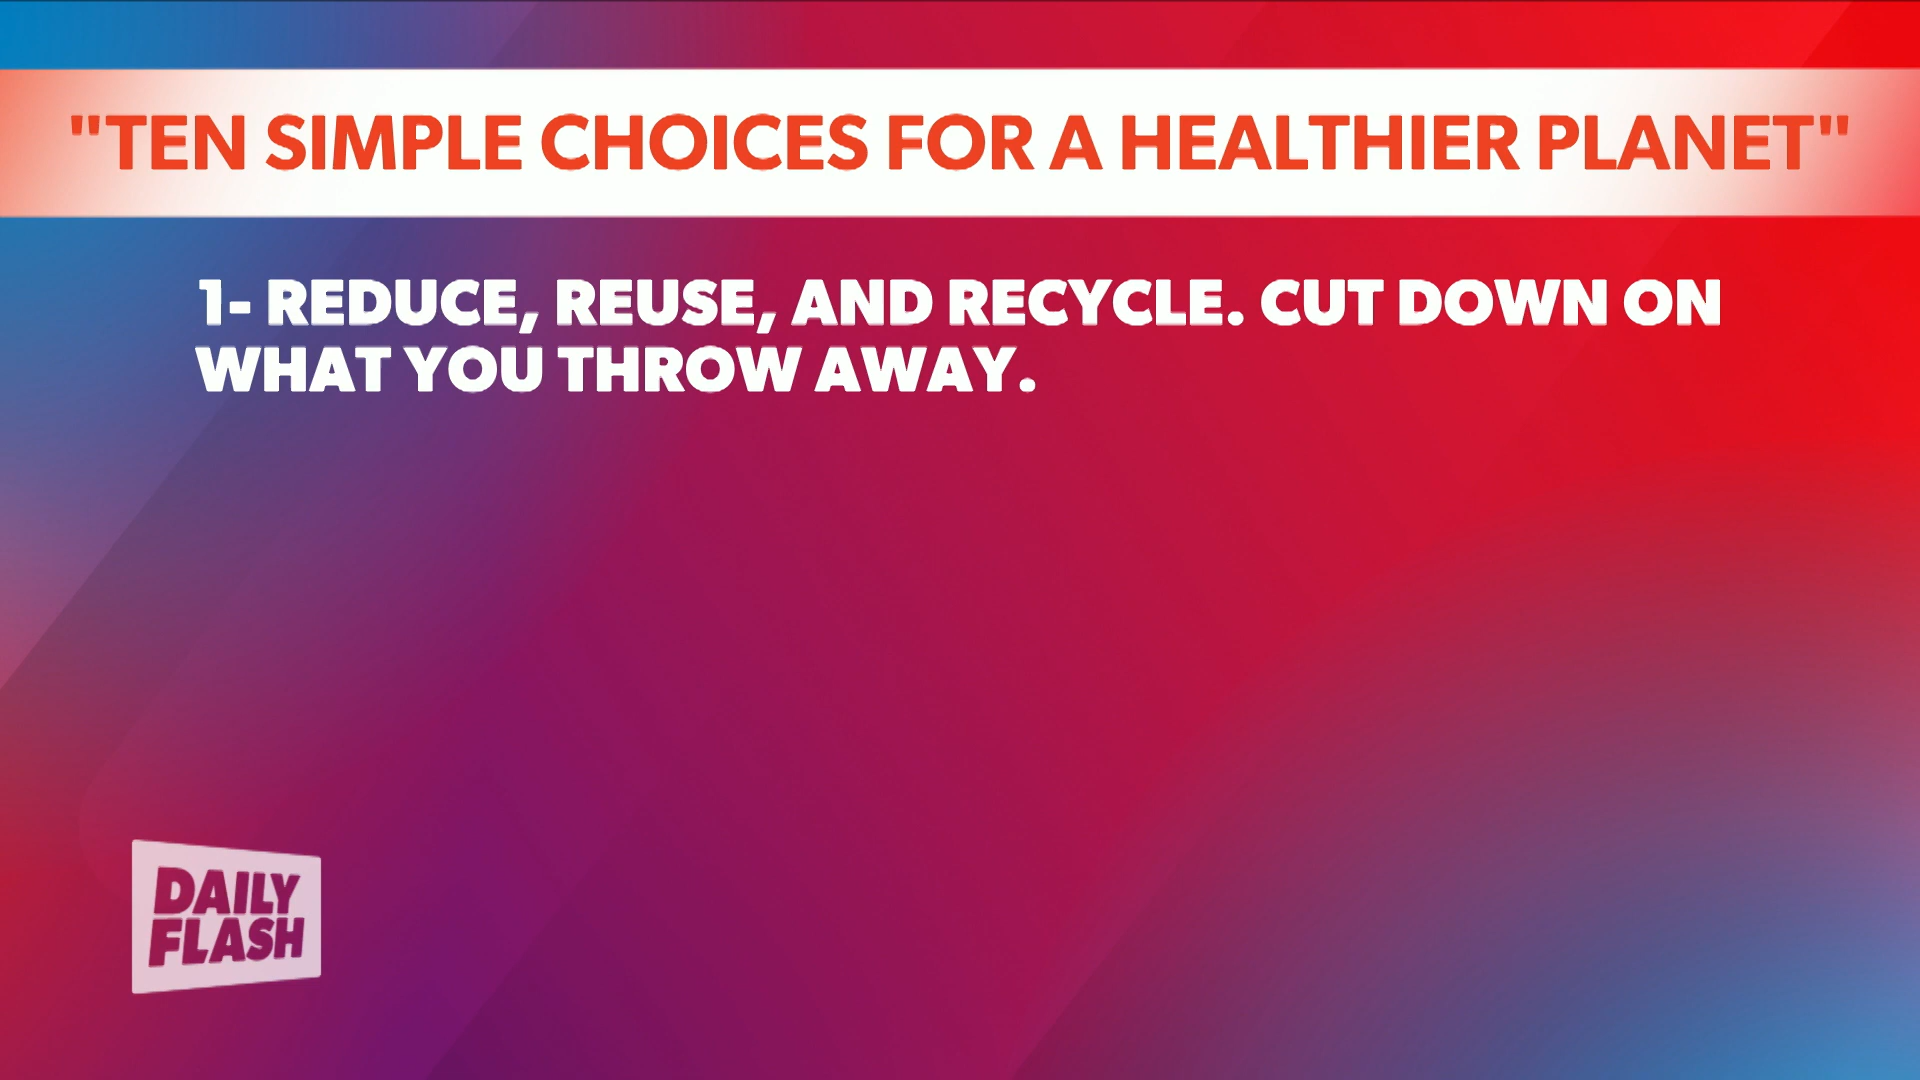 "TEN SIMPLE CHOICES FOR A HEALTHIER PLANET"
1- REDUCE, REUSE, AND RECYCLE. CUT DOWN ON
WHAT YOU THROW AWAY.
DAILY
FLASH